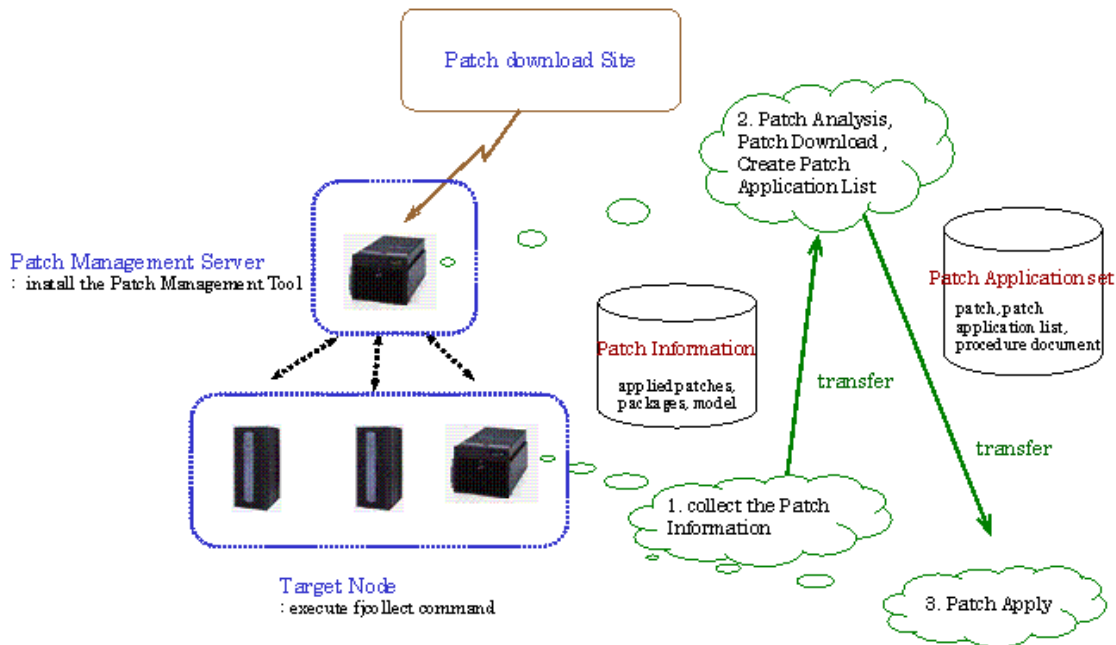 Patch download Site
2. Patch Analysis,
Patch Download ,
Create Patch
Application List
Patch Management Server
: install the Patch Management Tool
Patch Application set
patch, patch
application list,
procedure document
Patch Information
applied patches,
packages, model
transfer
transfer
1. collect the Patch
Information
Target Node
: execute fjcollect command
3. Patch Apply